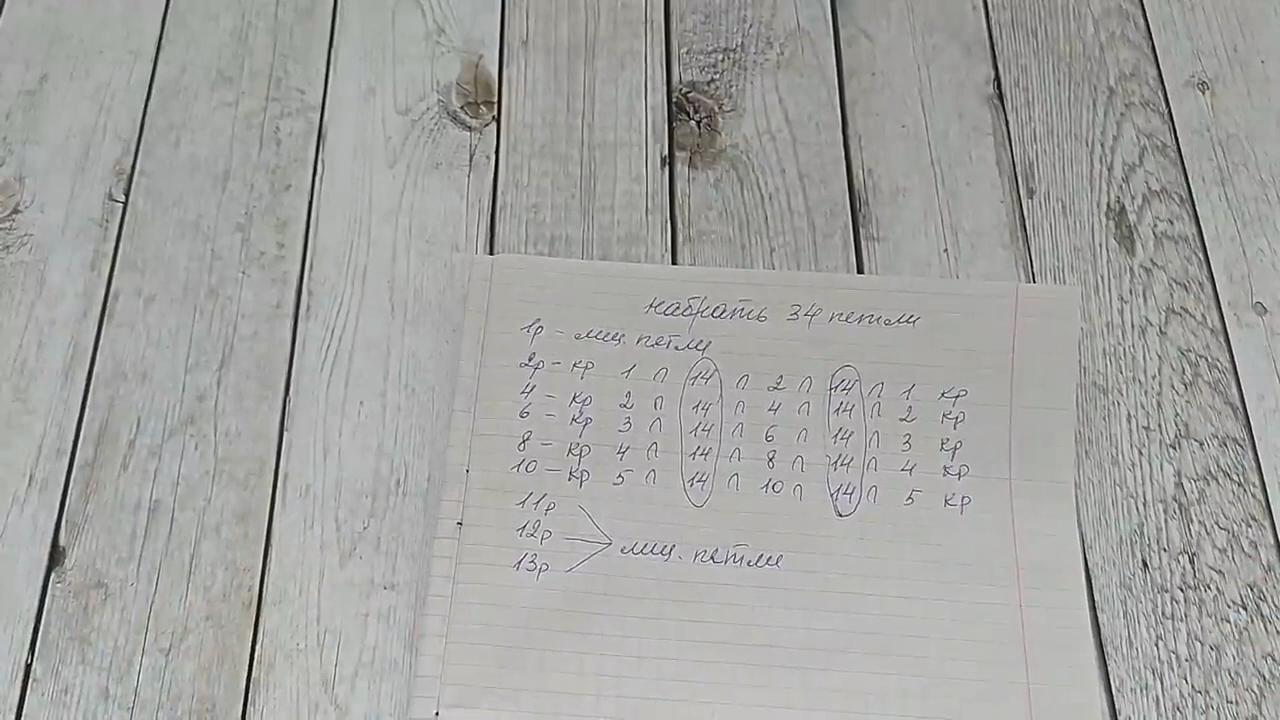 набрать 34 петли
1р - лиц. петли
2р - кр 1 п 14 п 2 п 14 п 1 кр
4 - кр 2 п 14 п 4 п 14 п 2 кр
6 - кр 3 п 14 п 6 п 14 п 3 кр
8 - кр 4 п 14 п 8 п 14 п 4 кр
10 - кр 5 п 14 п 10 п 14 п 5 кр
11р
12р
лиц. петли
13р